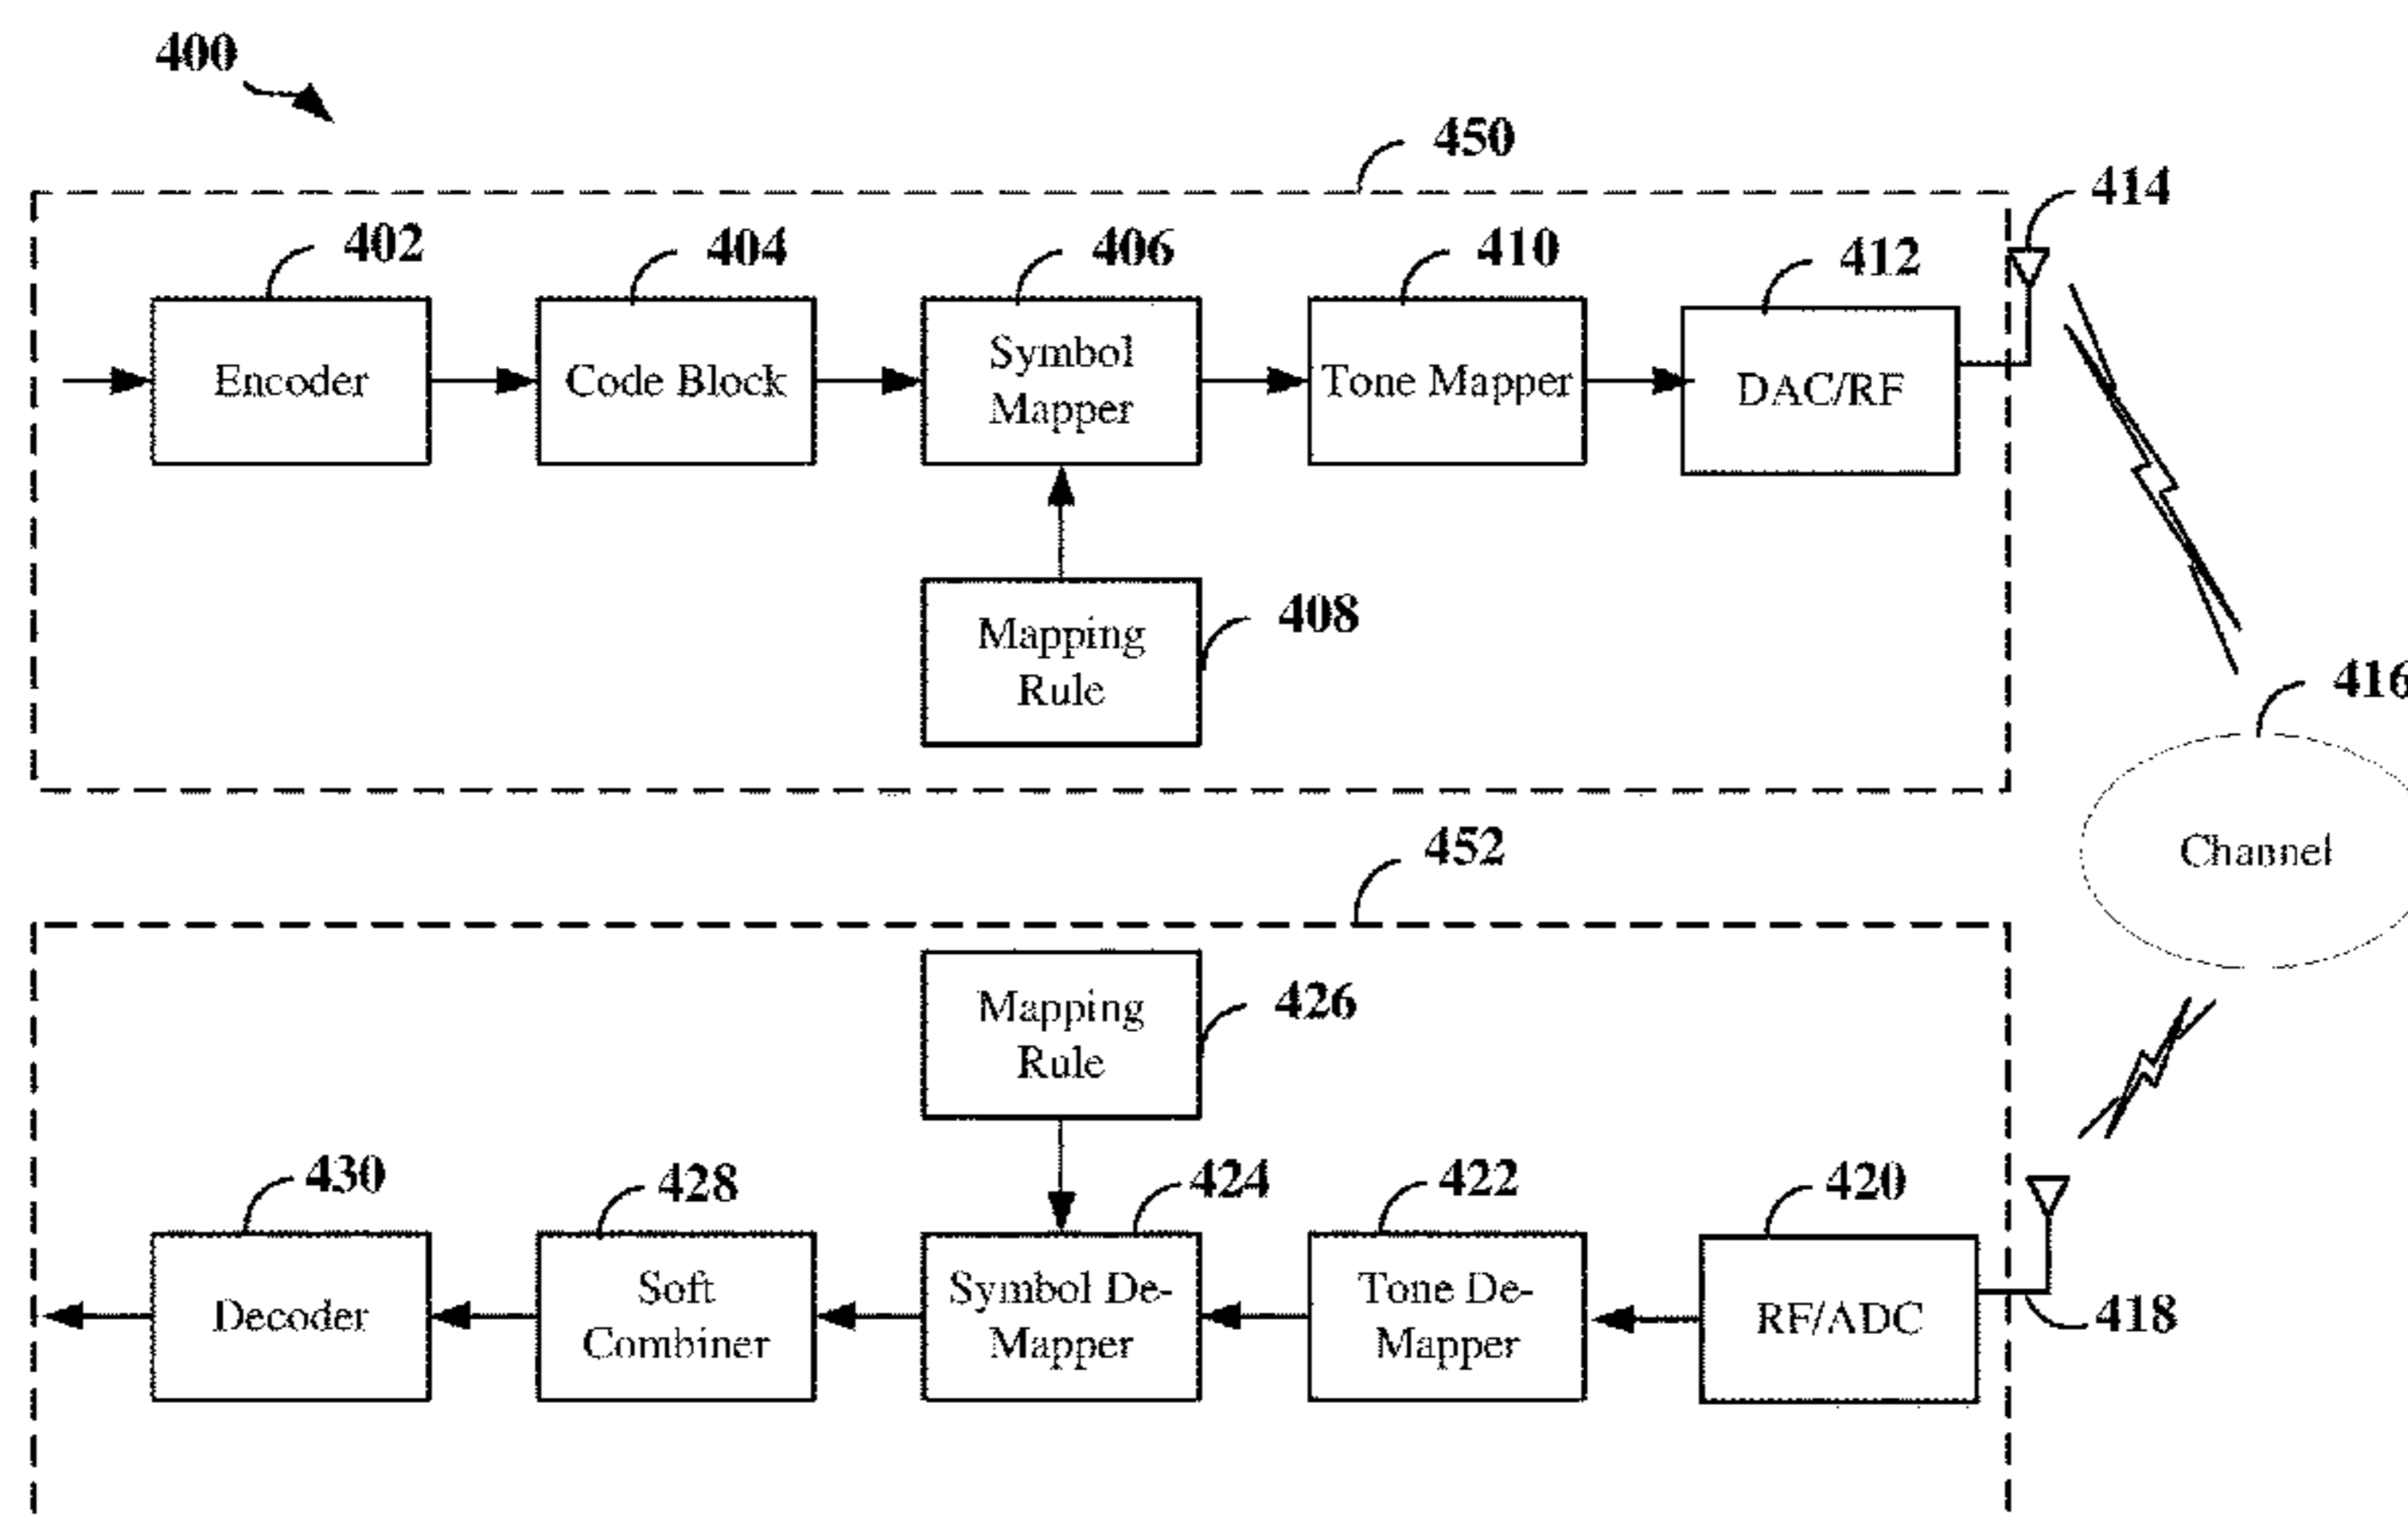 400
450
414
402
404
406
410
412
Encoder
Code Block
Symbol
Mapper
Tone Mapper
DAC/RF
Mapping
Rule
408
416
Channel
452
Mapping
Rule
426
430
428
424
422
420
Decoder
Soft
Combiner
Symbol De-
Mapper
Tone De-
Mapper
RF/ADC
418